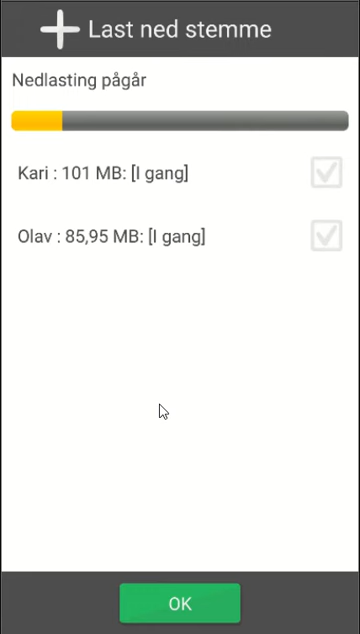 Last ned stemme
Nedlasting pågår
Kari : 101 MB: [I gang]
Olav : 85,95 MB: [I gang]
OK